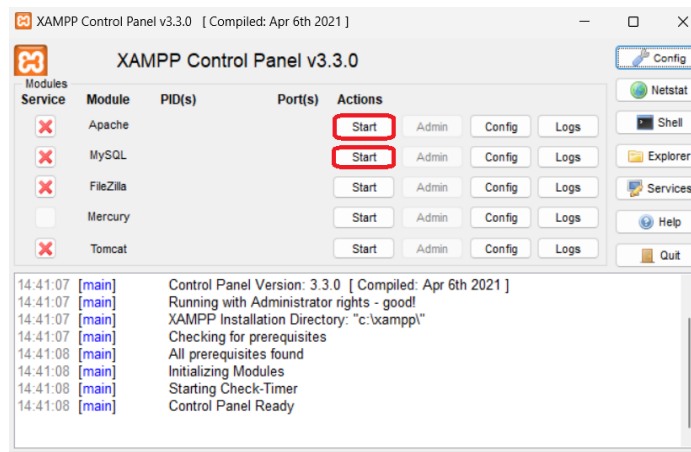 XAMPP Control Panel v3.3.0 [ Compiled: Apr 6th 2021 ]
XAMPP Control Panel v3.3.0
Config
Modules
Service Module PID(s) Port(s) Actions
Netstat
Apache Start Admin Config Logs
Shell
MySQL Start Admin Config Logs
Explorer
FileZilla Start Admin Config Logs
Services
Mercury Start Admin Config Logs
Help
Tomcat Start Admin Config Logs
Quit
14:41:07 [main] Control Panel Version: 3.3.0 [ Compiled: Apr 6th 2021 ]
14:41:07 [main] Running with Administrator rights - good!
14:41:07 [main] XAMPP Installation Directory: "c:\xampp\"
14:41:07 [main] Checking for prerequisites
14:41:08 [main] All prerequisites found
14:41:08 [main] Initializing Modules
14:41:08 [main] Starting Check-Timer
14:41:08 [main] Control Panel Ready